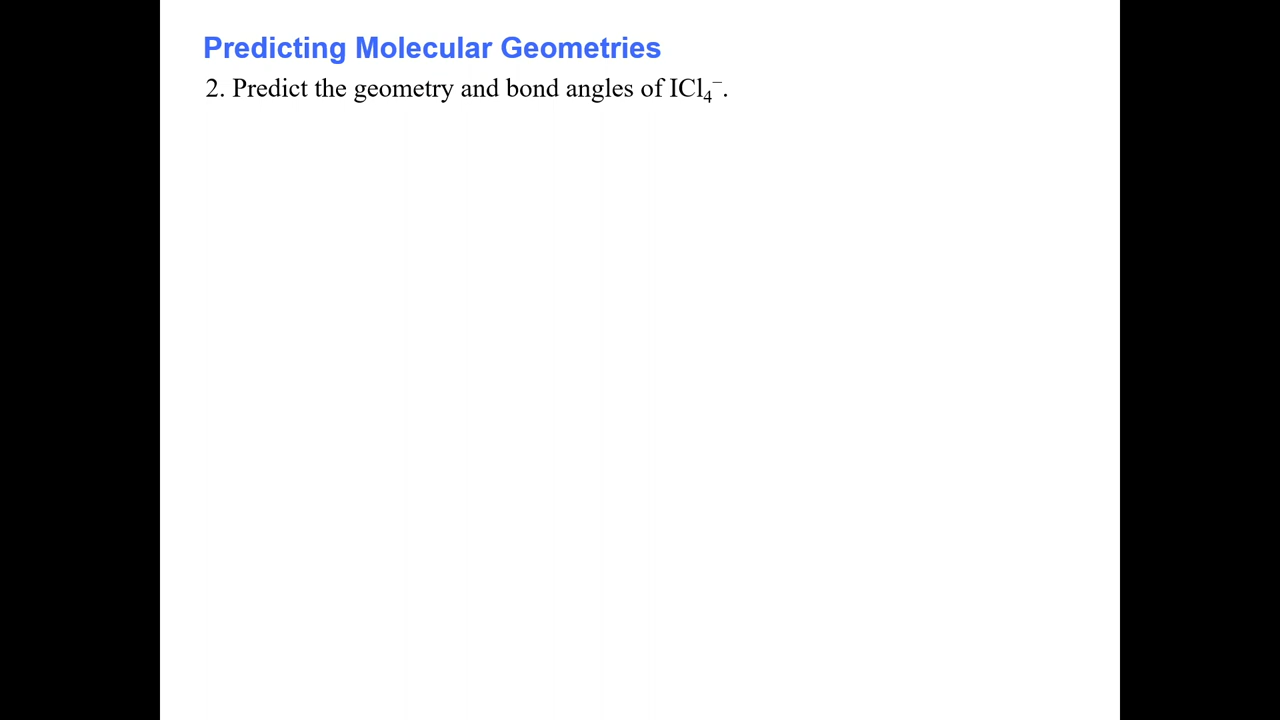 Predicting Molecular Geometries
2. Predict the geometry and bond angles of ICl₄⁻.